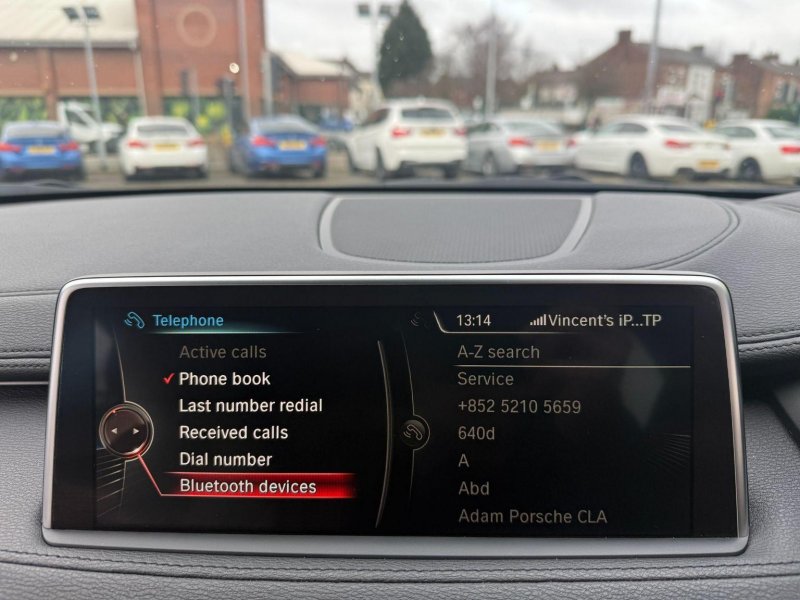 Telephone
Active calls
Phone book
Last number redial
Received calls
Dial number
Bluetooth devices
13:14 Vincent's iP...TP
A-Z search
Service
+852 5210 5659
640d
A
Abd
Adam Porsche CLA